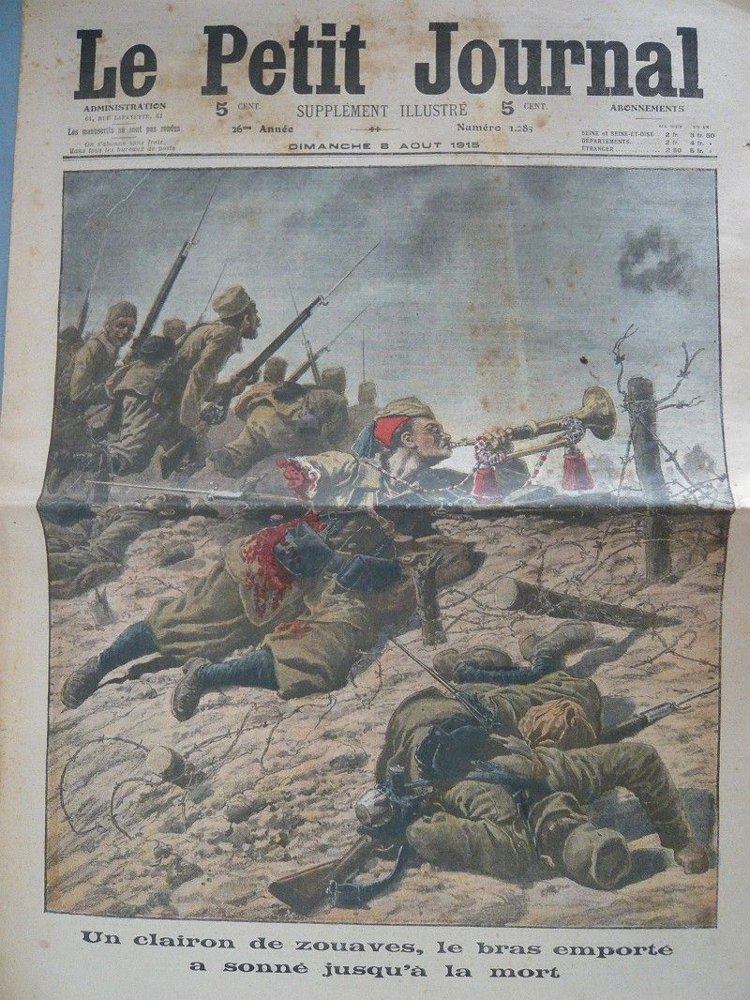 Le Petit Journal
ADMINISTRATION
61, RUE LAFAYETTE, 61
Les manuscrits ne sont pas rendus
On s'abonne sans frais
dans tous les bureaux de poste
5 CENT.
SUPPLÉMENT ILLUSTRÉ
5 CENT.
26me Année
Numéro 1.285
DIMANCHE 8 AOUT 1915
ABONNEMENTS
SIX MOIS UN AN
SEINE et SEINE-ET-OISE 2 fr. 3 fr. 50
DÉPARTEMENTS 2 fr. 4 fr. »
ÉTRANGER 2 50 5 fr. »
Un clairon de zouaves, le bras emporté
a sonné jusqu'à la mort